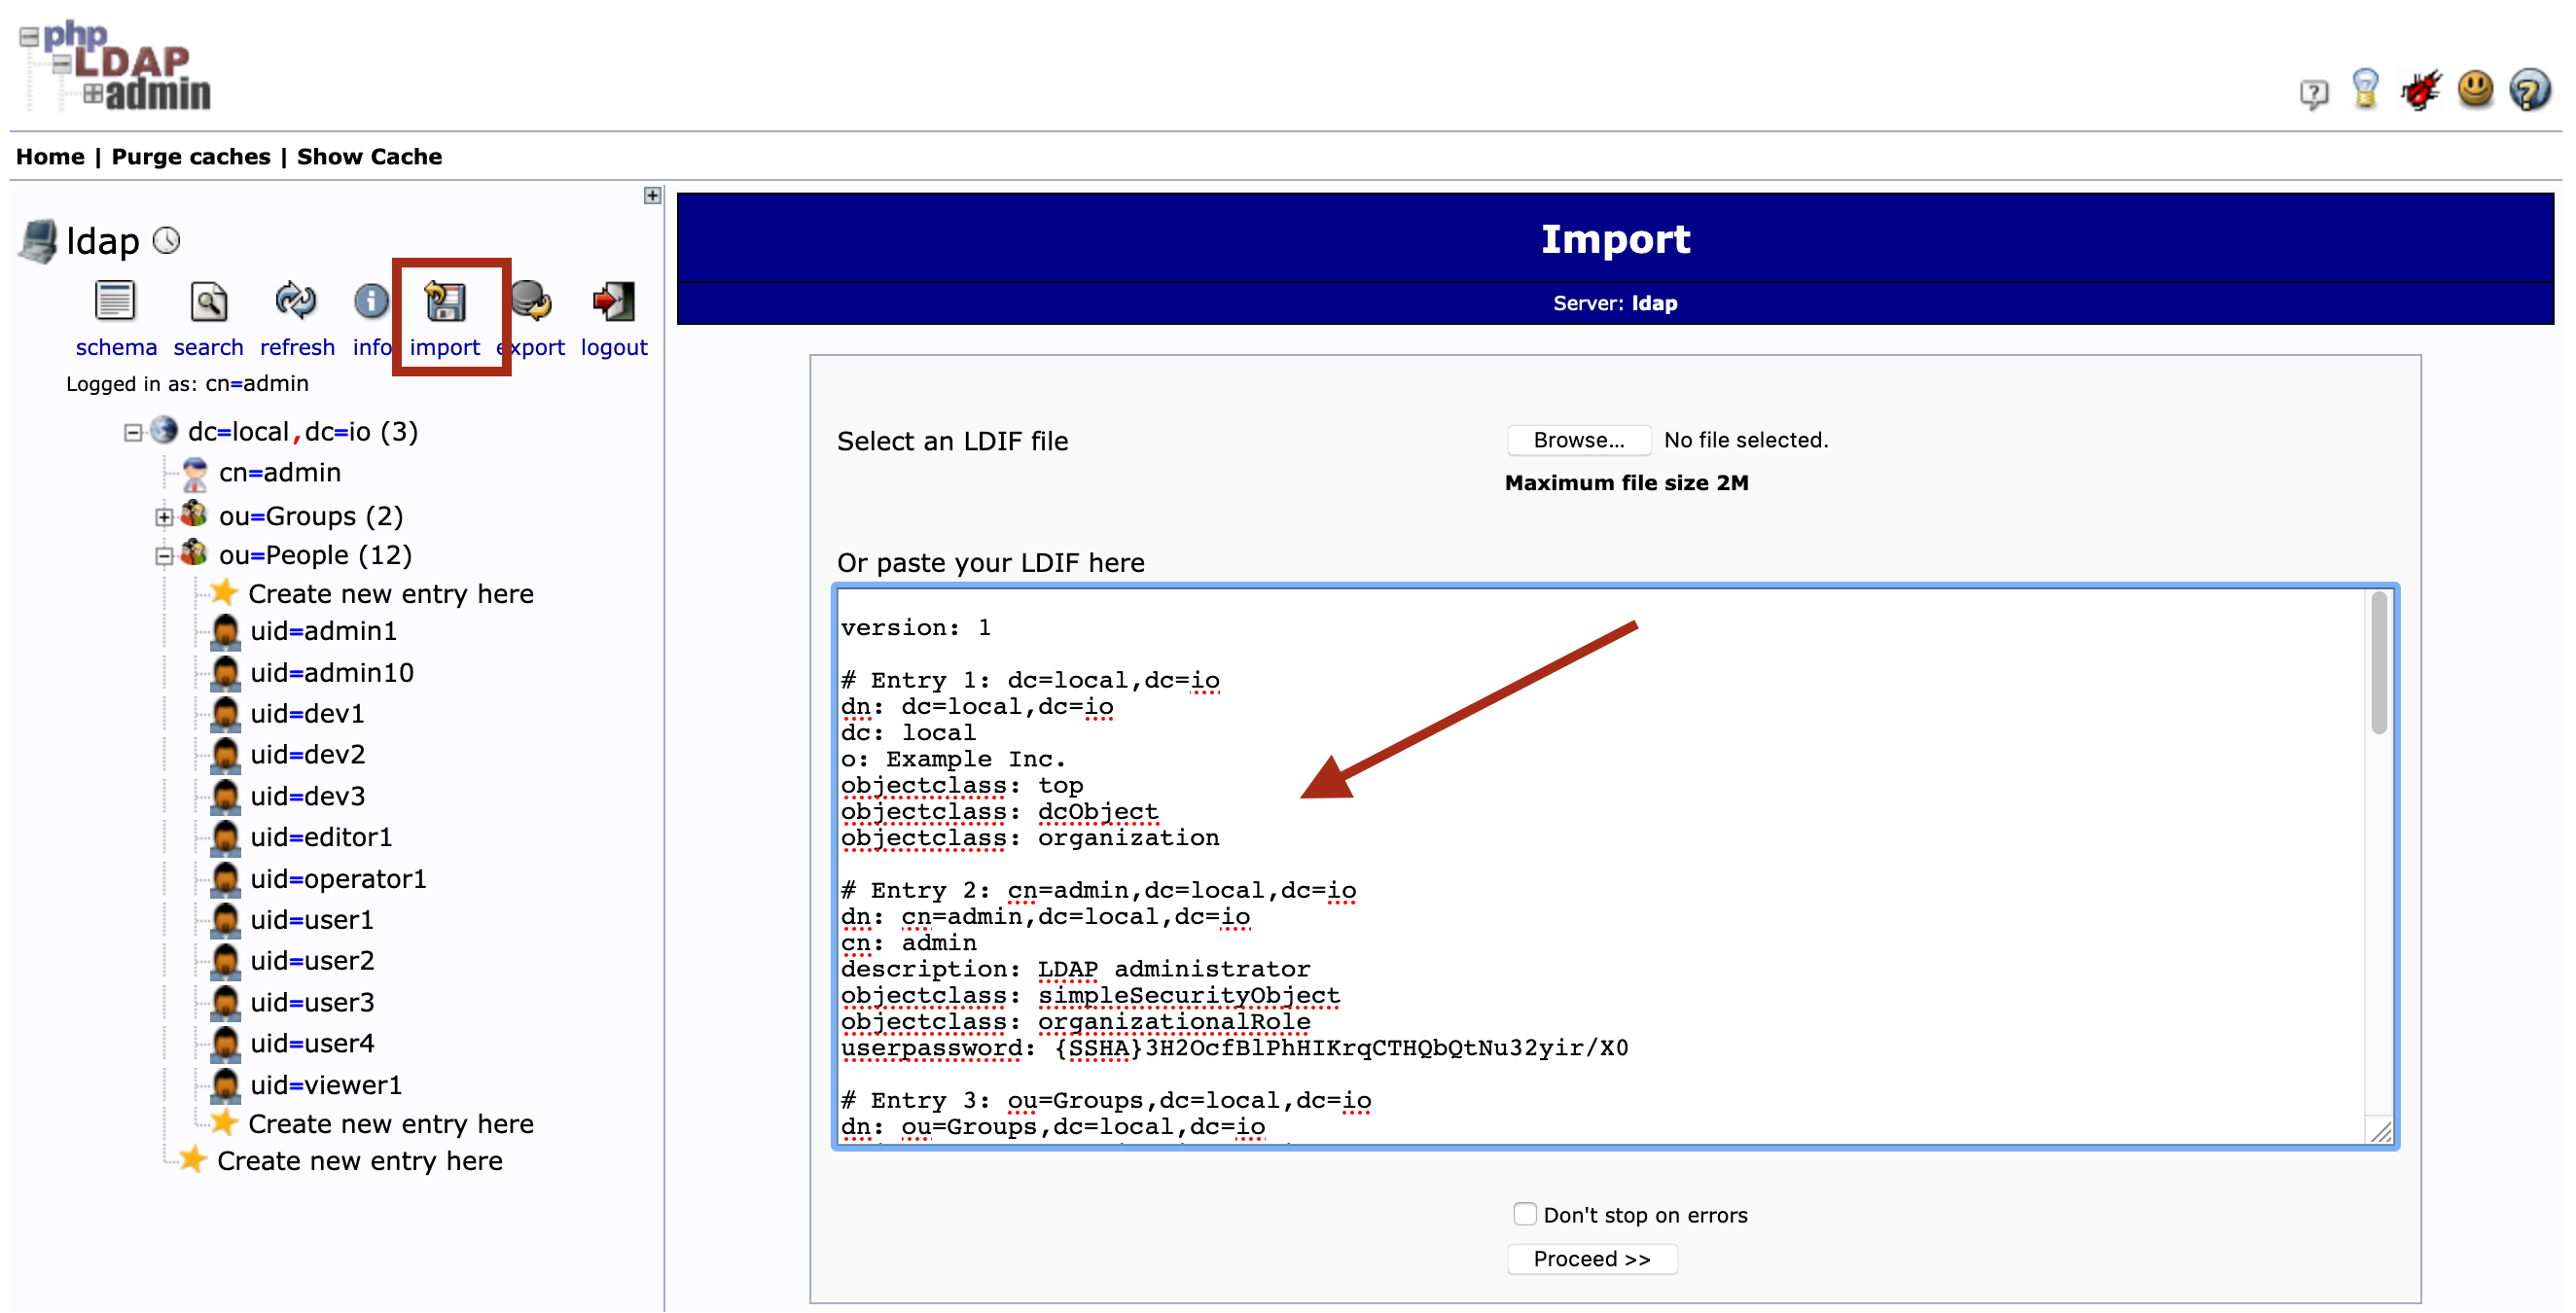 php
LDAP
admin
Home | Purge caches | Show Cache
ldap
schema search refresh info import export logout
Logged in as: cn=admin
dc=local,dc=io (3)
cn=admin
ou=Groups (2)
ou=People (12)
Create new entry here
uid=admin1
uid=admin10
uid=dev1
uid=dev2
uid=dev3
uid=editor1
uid=operator1
uid=user1
uid=user2
uid=user3
uid=user4
uid=viewer1
Create new entry here
Create new entry here
Import
Server: ldap
Select an LDIF file
Browse... No file selected.
Maximum file size 2M
Or paste your LDIF here
version: 1
# Entry 1: dc=local,dc=io
dn: dc=local,dc=io
dc: local
o: Example Inc.
objectclass: top
objectclass: dcObject
objectclass: organization
# Entry 2: cn=admin,dc=local,dc=io
dn: cn=admin,dc=local,dc=io
cn: admin
description: LDAP administrator
objectclass: simpleSecurityObject
objectclass: organizationalRole
userpassword: {SSHA}3H2OcfBlPhHIKrqCTHQbQtNu32yir/X0
# Entry 3: ou=Groups,dc=local,dc=io
dn: ou=Groups,dc=local,dc=io
Don't stop on errors
Proceed >>